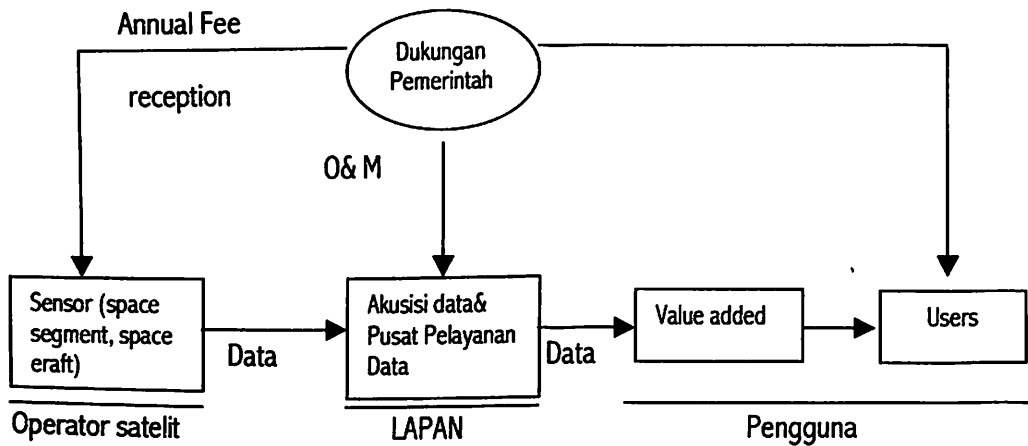 Annual Fee
reception
Dukungan
Pemerintah
O& M
Sensor (space
segment, space
eraft)
Data
Akusisi data&
Pusat Pelayanan
Data
Data
Value added
Users
Operator satelit
LAPAN
Pengguna